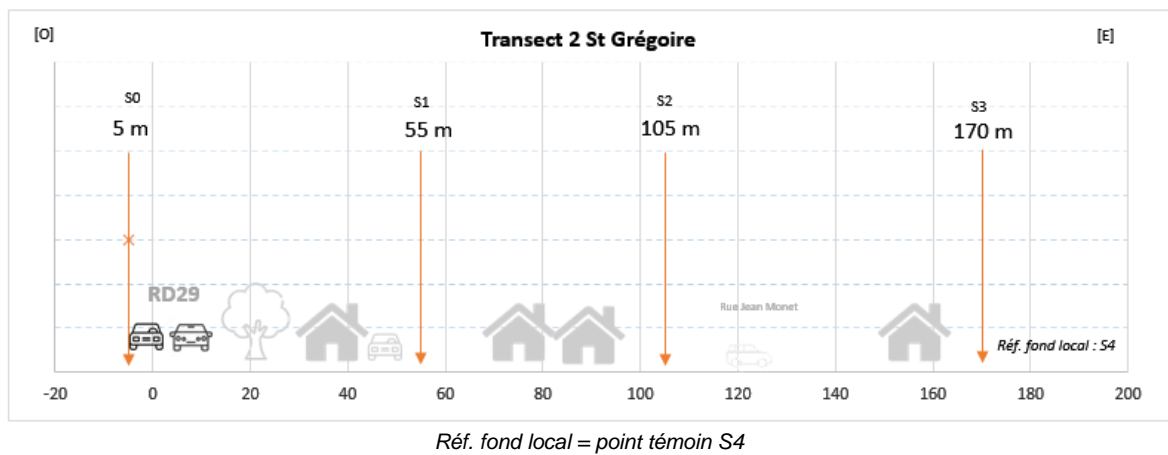 [O]
Transect 2 St Grégoire
[E]
S0
5 m
S1
55 m
S2
105 m
S3
170 m
RD29
Rue Jean Monet
Réf. fond local : S4
-20 0 20 40 60 80 100 120 140 160 180 200
Réf. fond local = point témoin S4